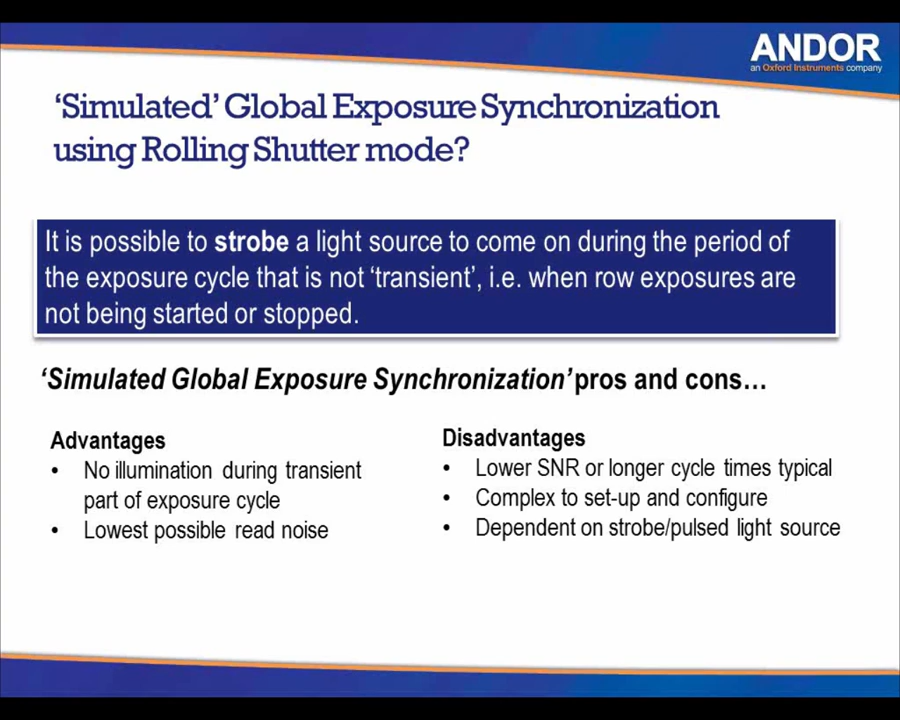 ANDOR
an Oxford Instruments company
‘Simulated’ Global Exposure Synchronization
using Rolling Shutter mode?
It is possible to strobe a light source to come on during the period of
the exposure cycle that is not ‘transient’, i.e. when row exposures are
not being started or stopped.
‘Simulated Global Exposure Synchronization’ pros and cons…
Advantages
• No illumination during transient
part of exposure cycle
• Lowest possible read noise
Disadvantages
• Lower SNR or longer cycle times typical
• Complex to set-up and configure
• Dependent on strobe/pulsed light source